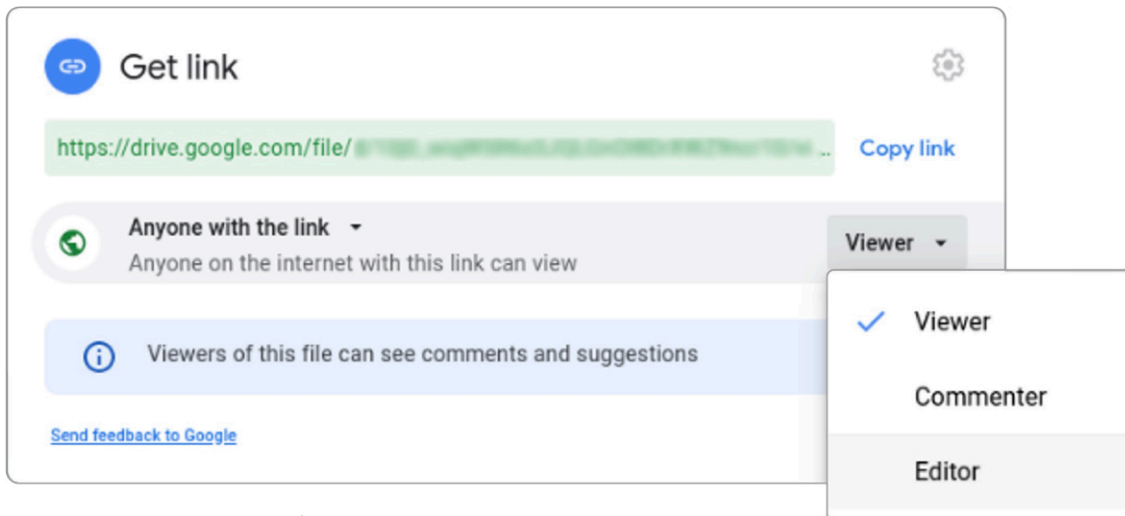 Get link
https://drive.google.com/file/ ..
Copy link
Anyone with the link
Anyone on the internet with this link can view
Viewer
Viewers of this file can see comments and suggestions
Send feedback to Google
Viewer
Commenter
Editor